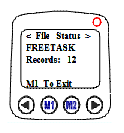 < File Status >
FREETASK
Records: 12
M1 To Exit
M1 M2